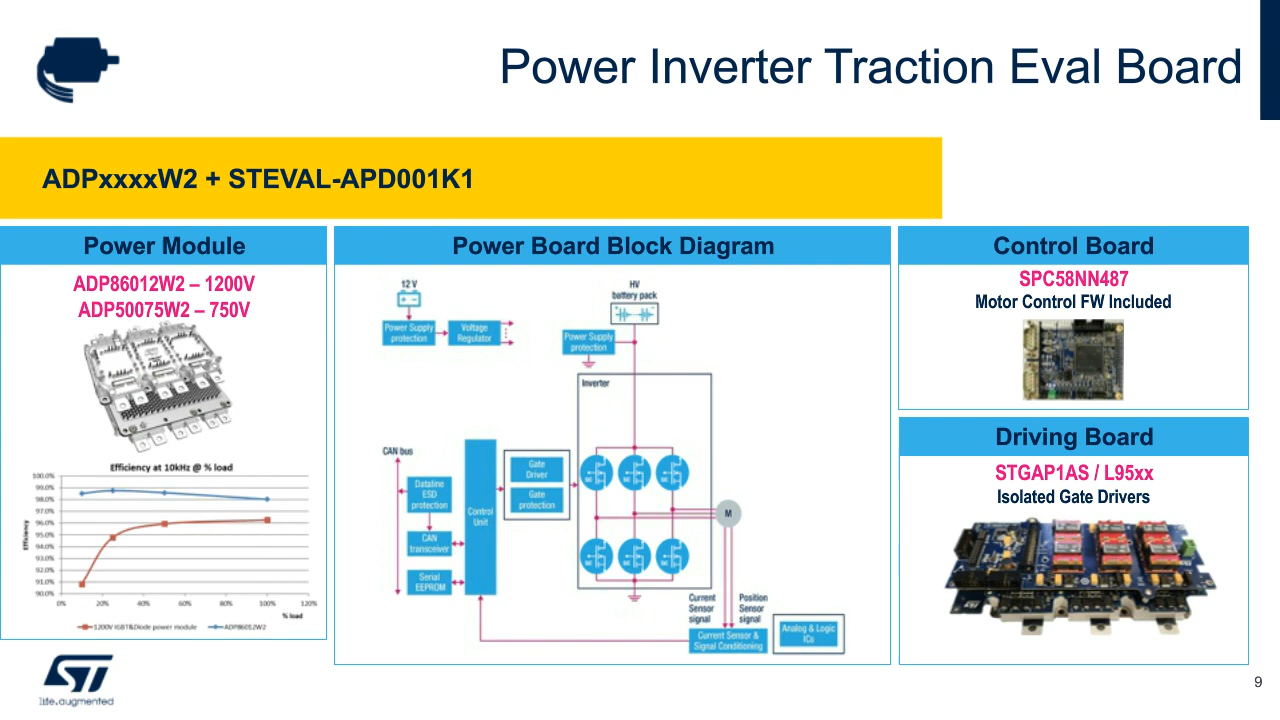 Power Inverter Traction Eval Board
ADPxxxxW2 + STEVAL-APD001K1
Power Module
ADP86012W2 – 1200V
ADP50075W2 – 750V
Efficiency at 10kHz @ % load
100.0%
99.0%
98.0%
97.0%
96.0%
95.0%
94.0%
93.0%
92.0%
91.0%
90.0%
Efficiency
0%
20%
40%
60%
80%
100%
120%
% load
1200V IGBT&Diode power module
ADP86012W2
Power Board Block Diagram
12 V
Power Supply
protection
Voltage
Regulator
HV
battery pack
Power Supply
protection
Inverter
CAN bus
Dataline
ESD
protection
CAN
transceiver
Serial
EEPROM
Control
Unit
Gate
Driver
Gate
protection
M
Current
Sensor
signal
Position
Sensor
signal
Current Sensor &
Signal Conditioning
Analog & Logic
ICs
Control Board
SPC58NN487
Motor Control FW Included
Driving Board
STGAP1AS / L95xx
Isolated Gate Drivers
ST
life.augmented
9